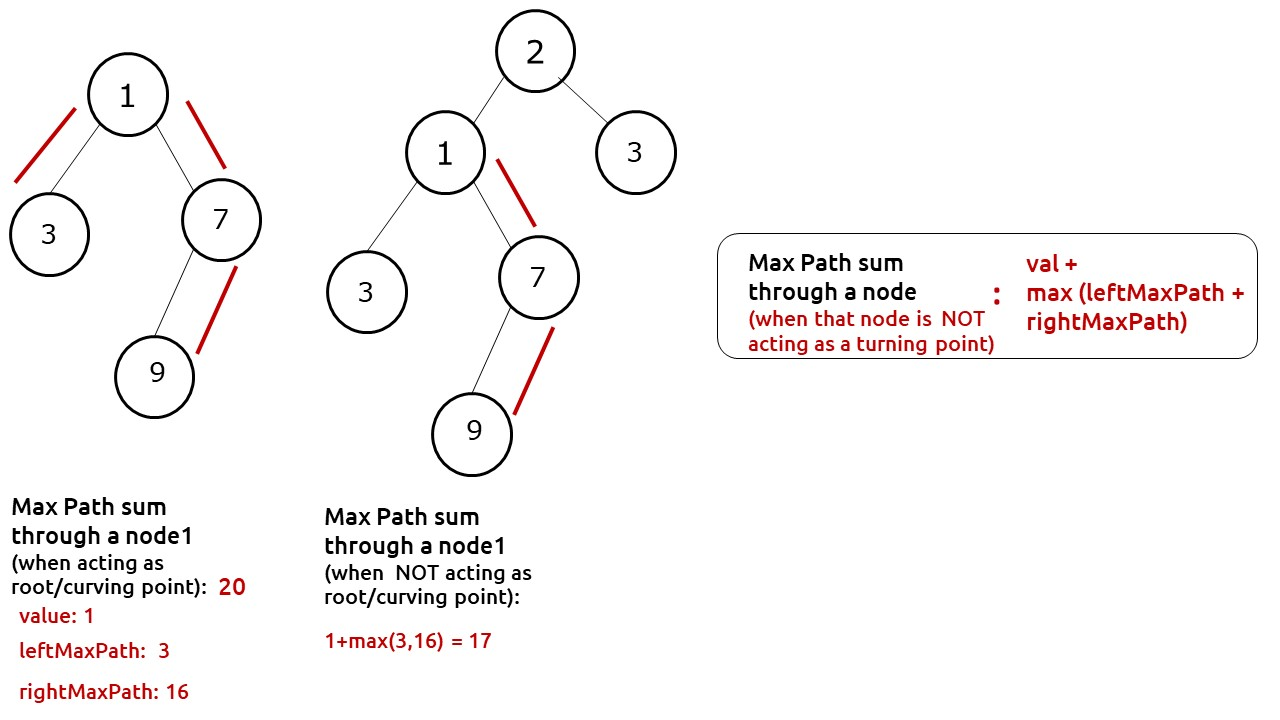 1
3
7
9
2
1
3
3
7
9
Max Path sum
through a node1
(when acting as
root/curving point): 20
value: 1
leftMaxPath: 3
rightMaxPath: 16
Max Path sum
through a node1
(when NOT acting as
root/curving point):
1+max(3,16) = 17
Max Path sum
through a node
(when that node is NOT
acting as a turning point)
:
val +
max (leftMaxPath +
rightMaxPath)